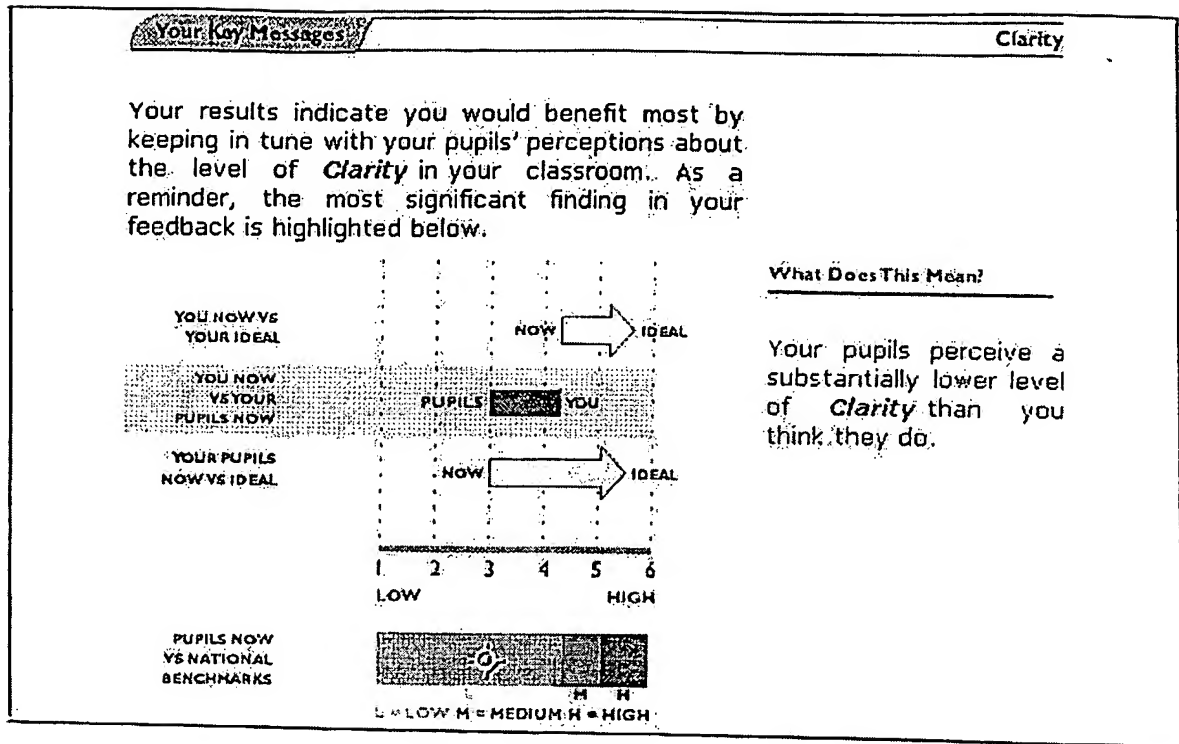 Your Key Messages
Clarity
Your results indicate you would benefit most by
keeping in tune with your pupils' perceptions about
the level of Clarity in your classroom. As a
reminder, the most significant finding in your
feedback is highlighted below.
What Does This Mean?
Your pupils perceive a
substantially lower level
of Clarity than you
think they do.
YOU NOW VS
YOUR IDEAL
NOW IDEAL
YOU NOW
VS YOUR
PUPILS NOW
PUPILS YOU
YOUR PUPILS
NOW VS IDEAL
NOW IDEAL
1 2 3 4 5 6
LOW HIGH
PUPILS NOW
VS NATIONAL
BENCHMARKS
L M H
L = LOW M = MEDIUM H = HIGH